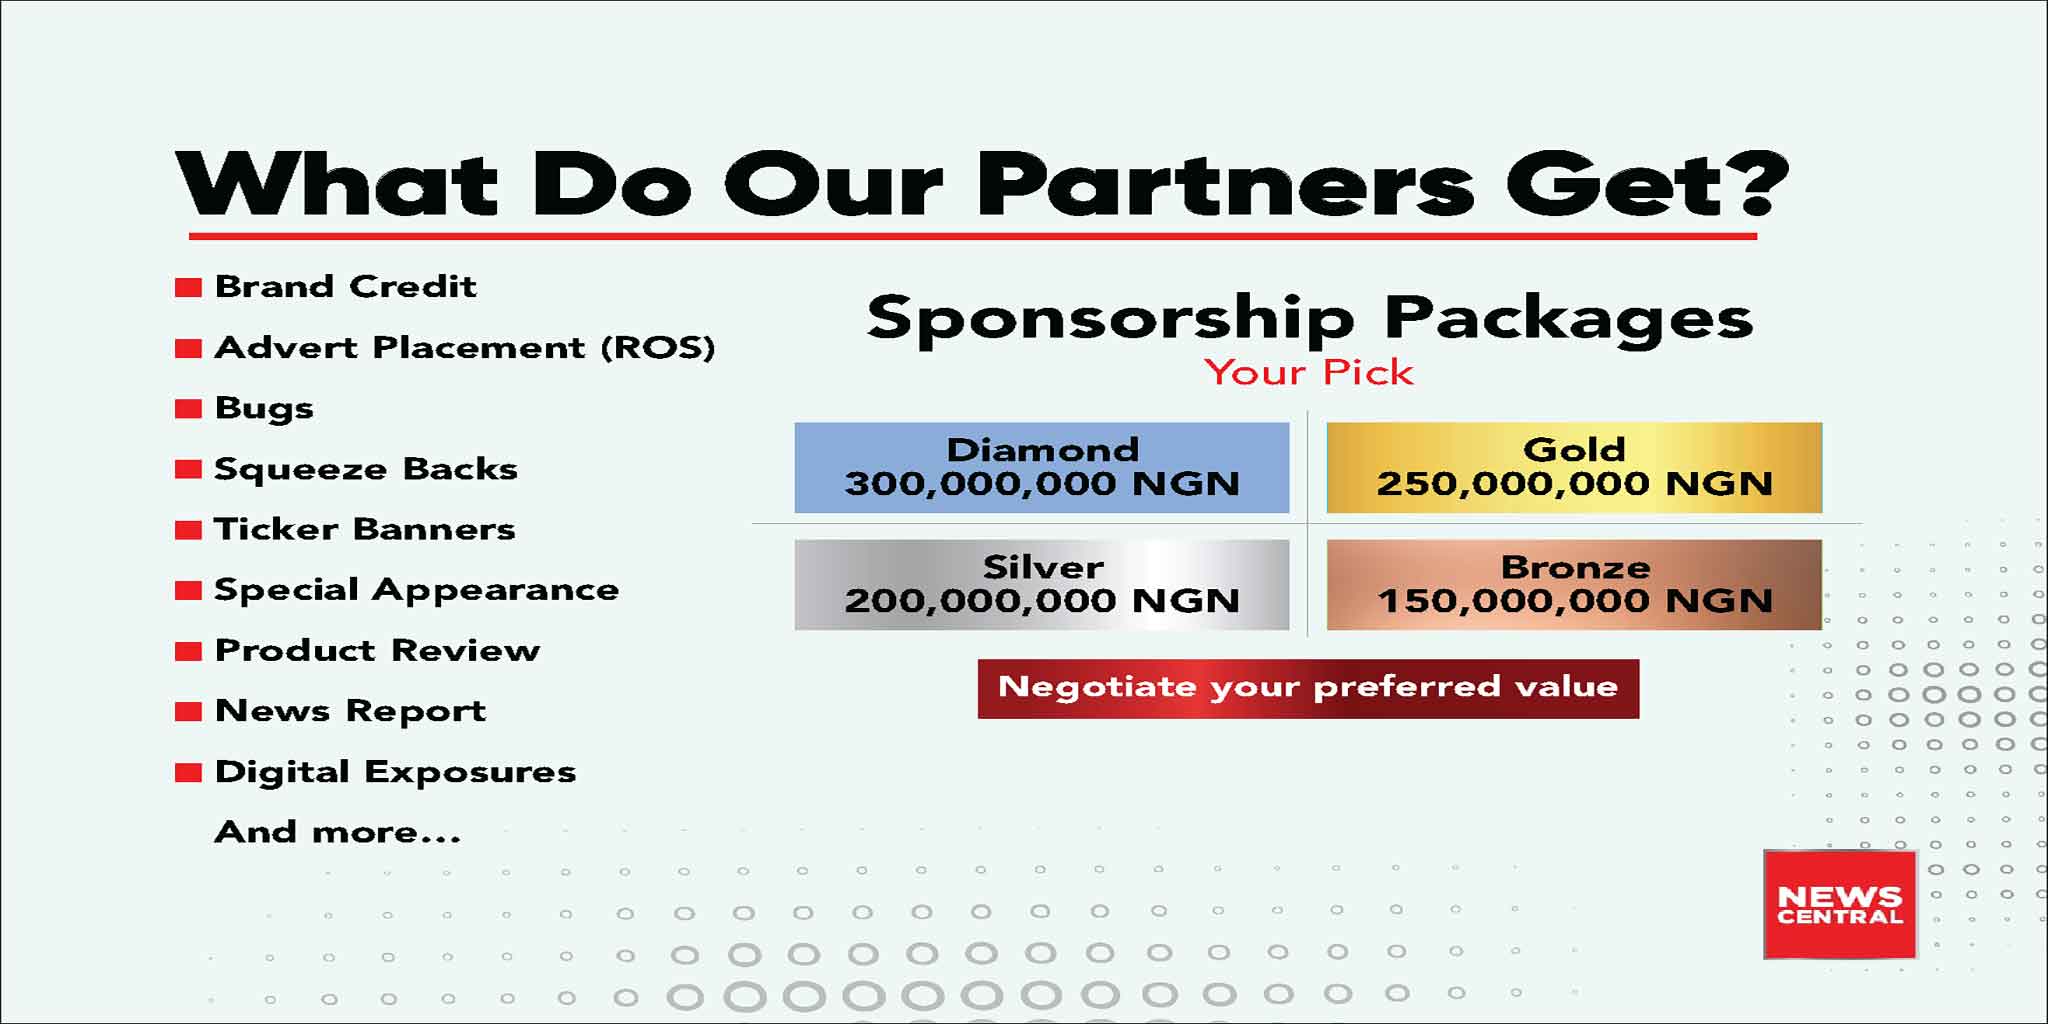 What Do Our Partners Get?
Brand Credit
Advert Placement (ROS)
Bugs
Squeeze Backs
Ticker Banners
Special Appearance
Product Review
News Report
Digital Exposures
And more...
Sponsorship Packages
Your Pick
Diamond
300,000,000 NGN
Gold
250,000,000 NGN
Silver
200,000,000 NGN
Bronze
150,000,000 NGN
Negotiate your preferred value
NEWS
CENTRAL